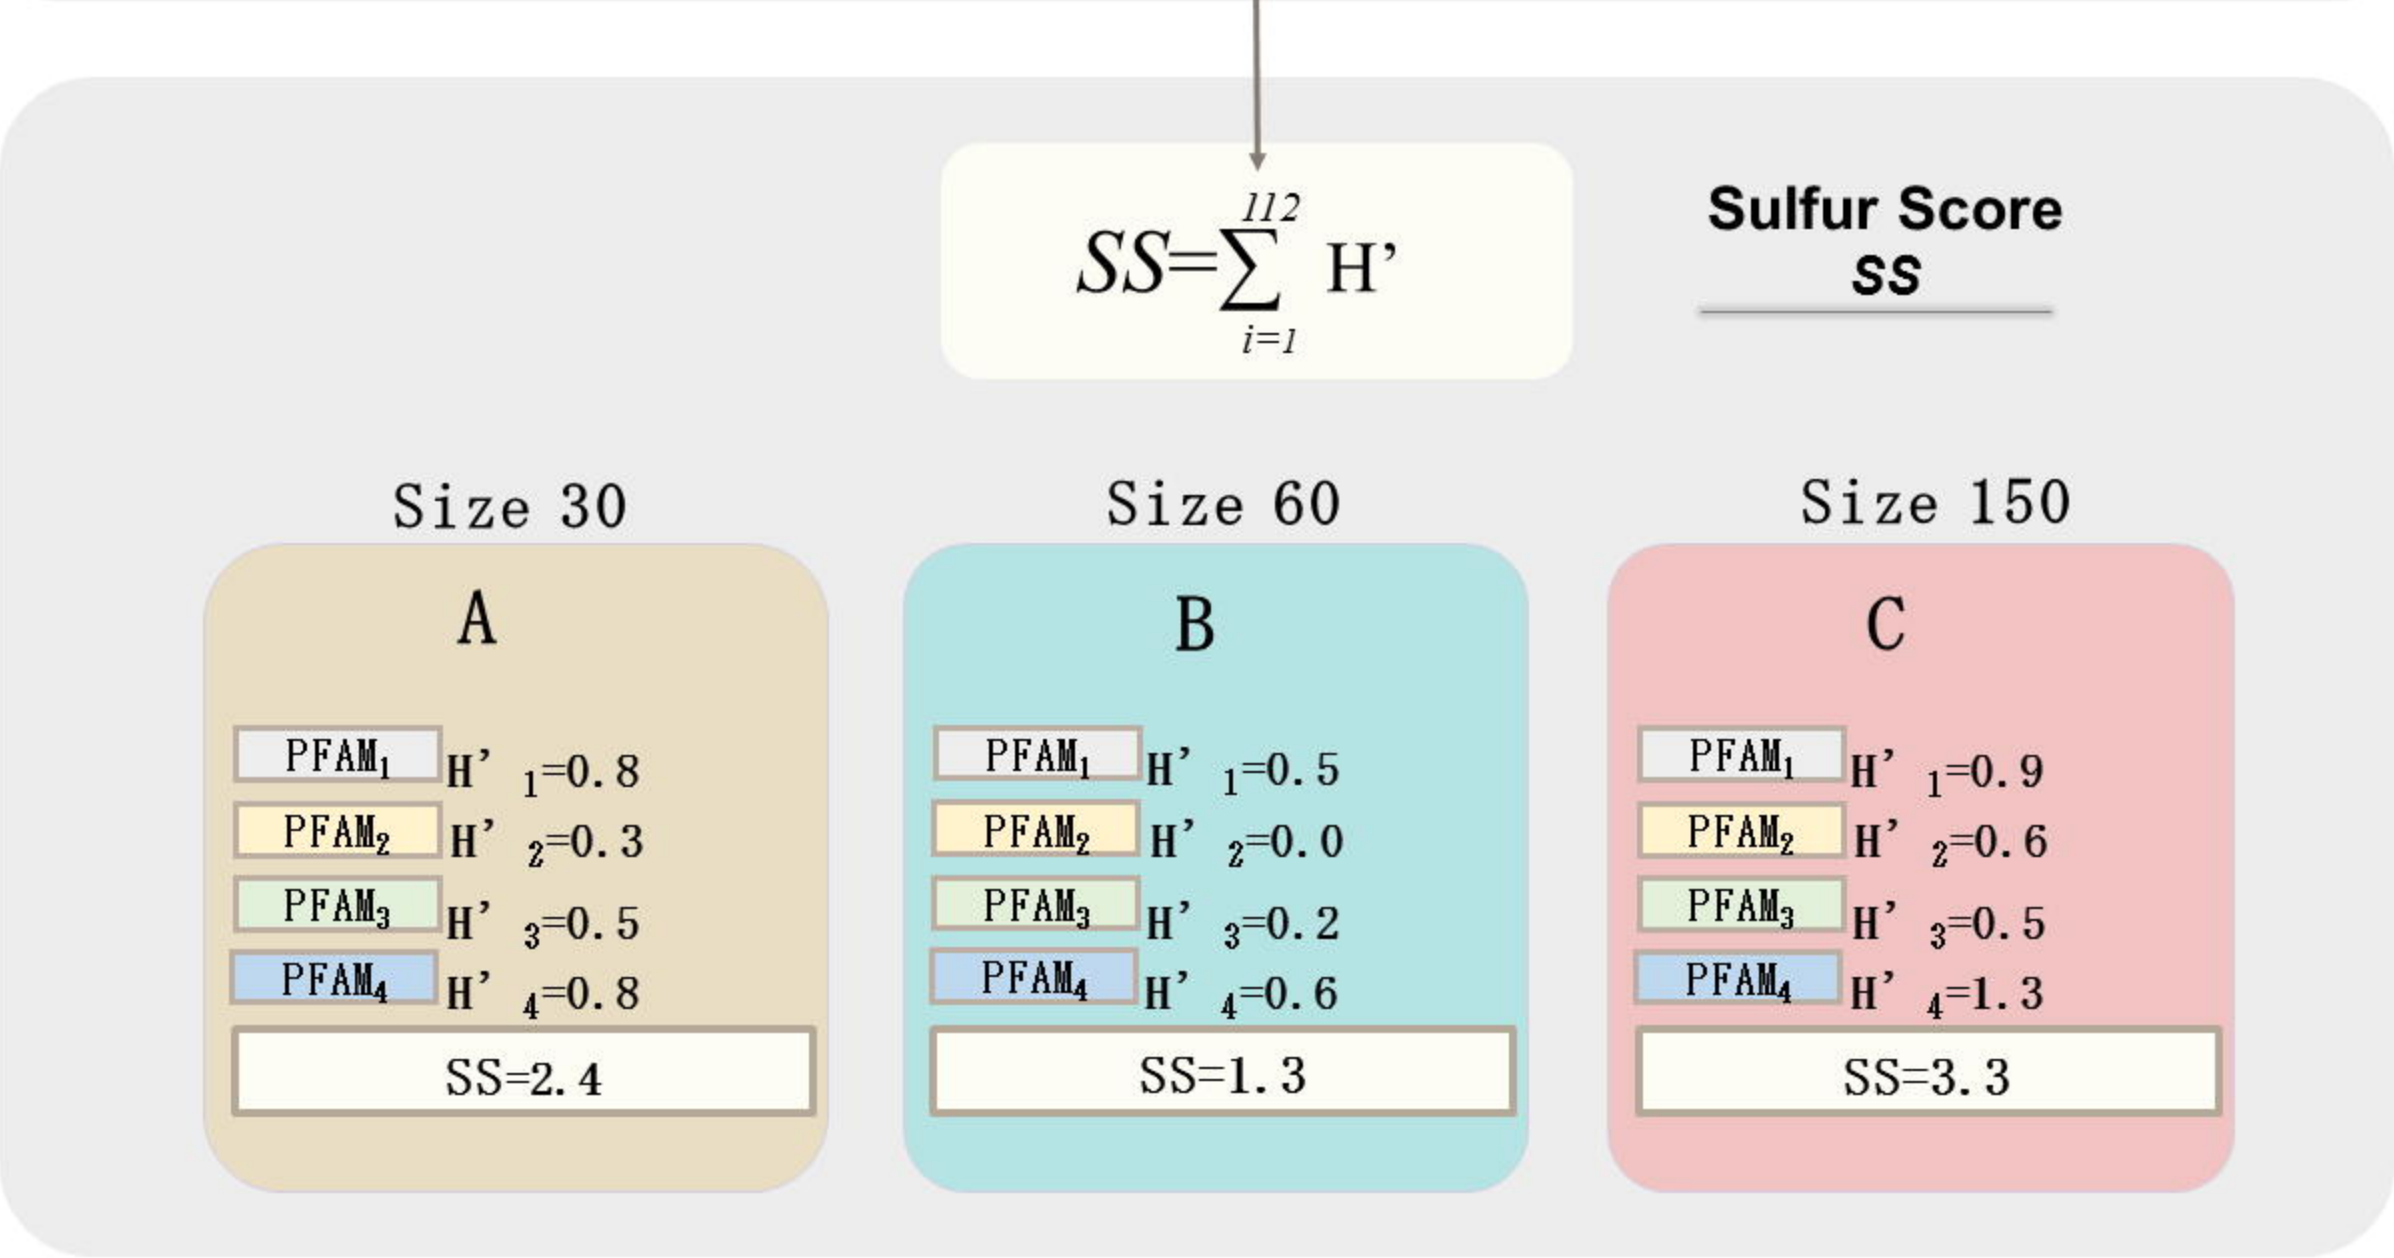 112
SS=∑ H’
i=1
Sulfur Score
SS
Size 30
A
PFAM₁ H’ ₁=0.8
PFAM₂ H’ ₂=0.3
PFAM₃ H’ ₃=0.5
PFAM₄ H’ ₄=0.8
SS=2.4
Size 60
B
PFAM₁ H’ ₁=0.5
PFAM₂ H’ ₂=0.0
PFAM₃ H’ ₃=0.2
PFAM₄ H’ ₄=0.6
SS=1.3
Size 150
C
PFAM₁ H’ ₁=0.9
PFAM₂ H’ ₂=0.6
PFAM₃ H’ ₃=0.5
PFAM₄ H’ ₄=1.3
SS=3.3